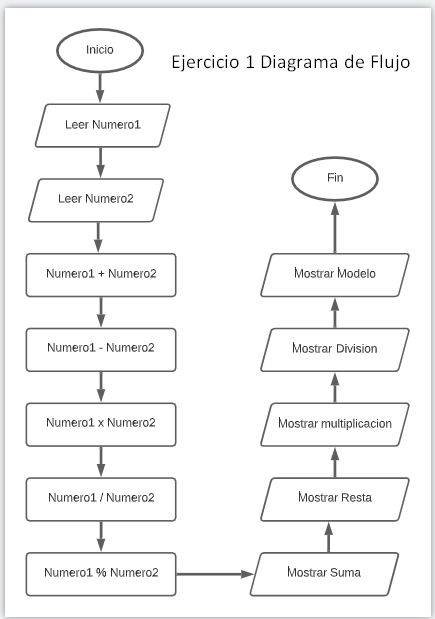 Ejercicio 1 Diagrama de Flujo
Inicio
Leer Numero1
Leer Numero2
Numero1 + Numero2
Numero1 - Numero2
Numero1 x Numero2
Numero1 / Numero2
Numero1 % Numero2
Mostrar Suma
Mostrar Resta
Mostrar multiplicacion
Mostrar Division
Mostrar Modelo
Fin